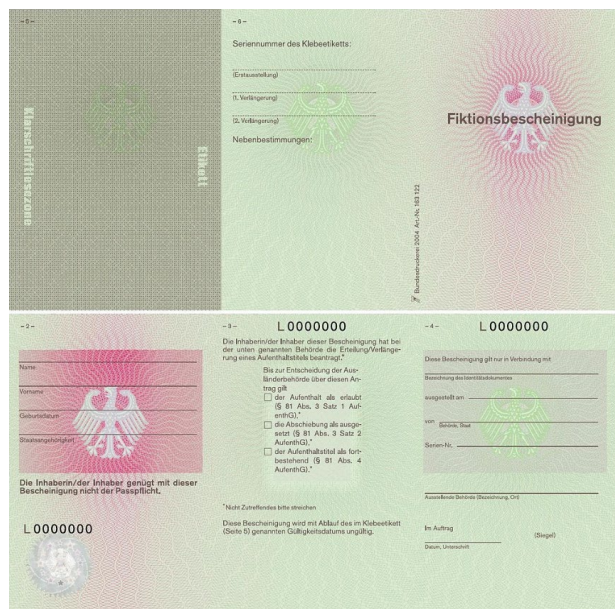 – 5 –
Klarschriftlesezone
Etikett
– 6 –
Seriennummer des Klebeetiketts:
(Erstausstellung)
(1. Verlängerung)
(2. Verlängerung)
Nebenbestimmungen:
Fiktionsbescheinigung
Bundesdruckerei 2004 Art.-Nr. 163 122
– 2 –
Name
Vorname
Geburtsdatum
Staatsangehörigkeit
Die Inhaberin/der Inhaber genügt mit dieser
Bescheinigung nicht der Passpflicht.
L0000000
– 3 –
L0000000
Die Inhaberin/der Inhaber dieser Bescheinigung hat bei
der unten genannten Behörde die Erteilung/Verlänge-
rung eines Aufenthaltstitels beantragt.*
Bis zur Entscheidung der Aus-
länderbehörde über diesen An-
trag gilt
der Aufenthalt als erlaubt
(§ 81 Abs. 3 Satz 1 Auf-
enthG),*
die Abschiebung als ausge-
setzt (§ 81 Abs. 3 Satz 2
AufenthG),*
der Aufenthaltstitel als fort-
bestehend (§ 81 Abs. 4
AufenthG).*
*Nicht Zutreffendes bitte streichen
Diese Bescheinigung wird mit Ablauf des im Klebeetikett
(Seite 5) genannten Gültigkeitsdatums ungültig.
– 4 –
L0000000
Diese Bescheinigung gilt nur in Verbindung mit
Bezeichnung des Identitätsdokumentes
ausgestellt am
von
Behörde, Staat
Serien-Nr.
Ausstellende Behörde (Bezeichnung, Ort)
Im Auftrag
(Siegel)
Datum, Unterschrift